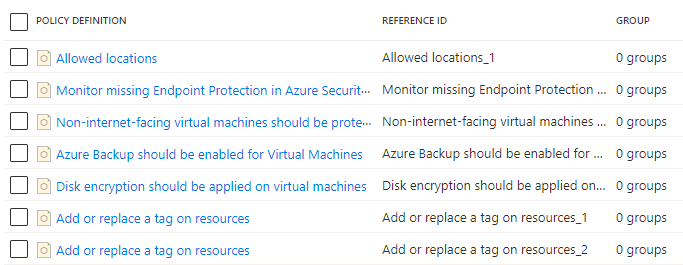 POLICY DEFINITION REFERENCE ID GROUP
Allowed locations Allowed locations_1 0 groups
Monitor missing Endpoint Protection in Azure Securit... Monitor missing Endpoint Protection ... 0 groups
Non-internet-facing virtual machines should be prote... Non-internet-facing virtual machines ... 0 groups
Azure Backup should be enabled for Virtual Machines Azure Backup should be enabled for ... 0 groups
Disk encryption should be applied on virtual machines Disk encryption should be applied on... 0 groups
Add or replace a tag on resources Add or replace a tag on resources_1 0 groups
Add or replace a tag on resources Add or replace a tag on resources_2 0 groups